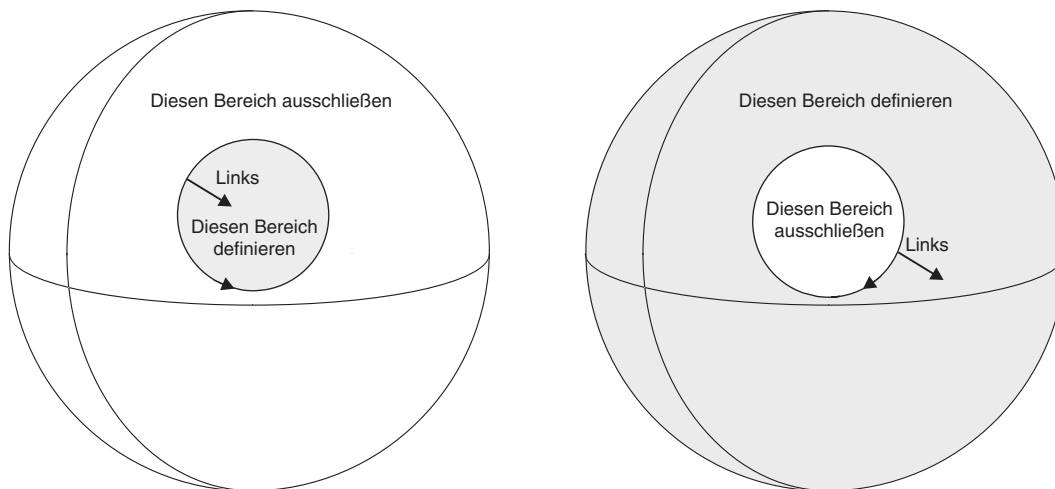 Diesen Bereich ausschließen
Links
Diesen Bereich
definieren
Diesen Bereich definieren
Diesen Bereich
ausschließen
Links